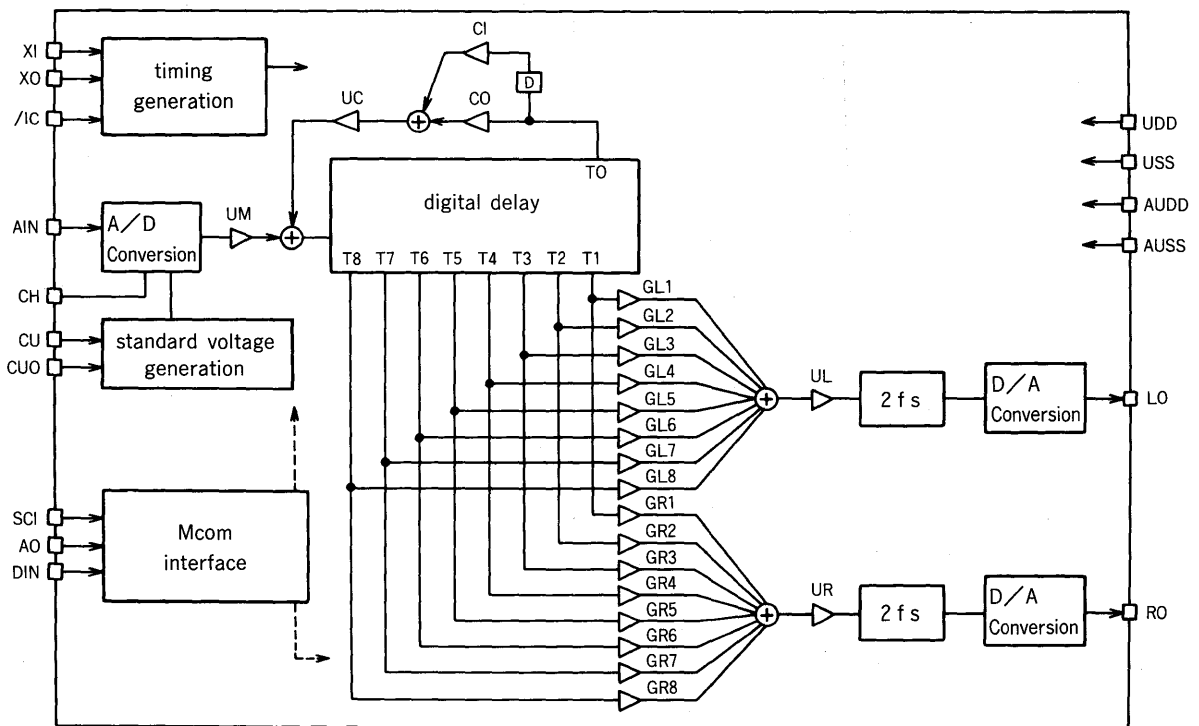 XI
XO
/IC
timing
generation
CI
D
UC
CO
TO
digital delay
T8 T7 T6 T5 T4 T3 T2 T1
UDD
USS
AUDD
AUSS
AIN
A/D
Conversion
UM
CH
CU
CUO
standard voltage
generation
GL1
GL2
GL3
GL4
GL5
GL6
GL7
GL8
UL
2fs
D/A
Conversion
LO
SCI
AO
DIN
Mcom
interface
GR1
GR2
GR3
GR4
GR5
GR6
GR7
GR8
UR
2fs
D/A
Conversion
RO